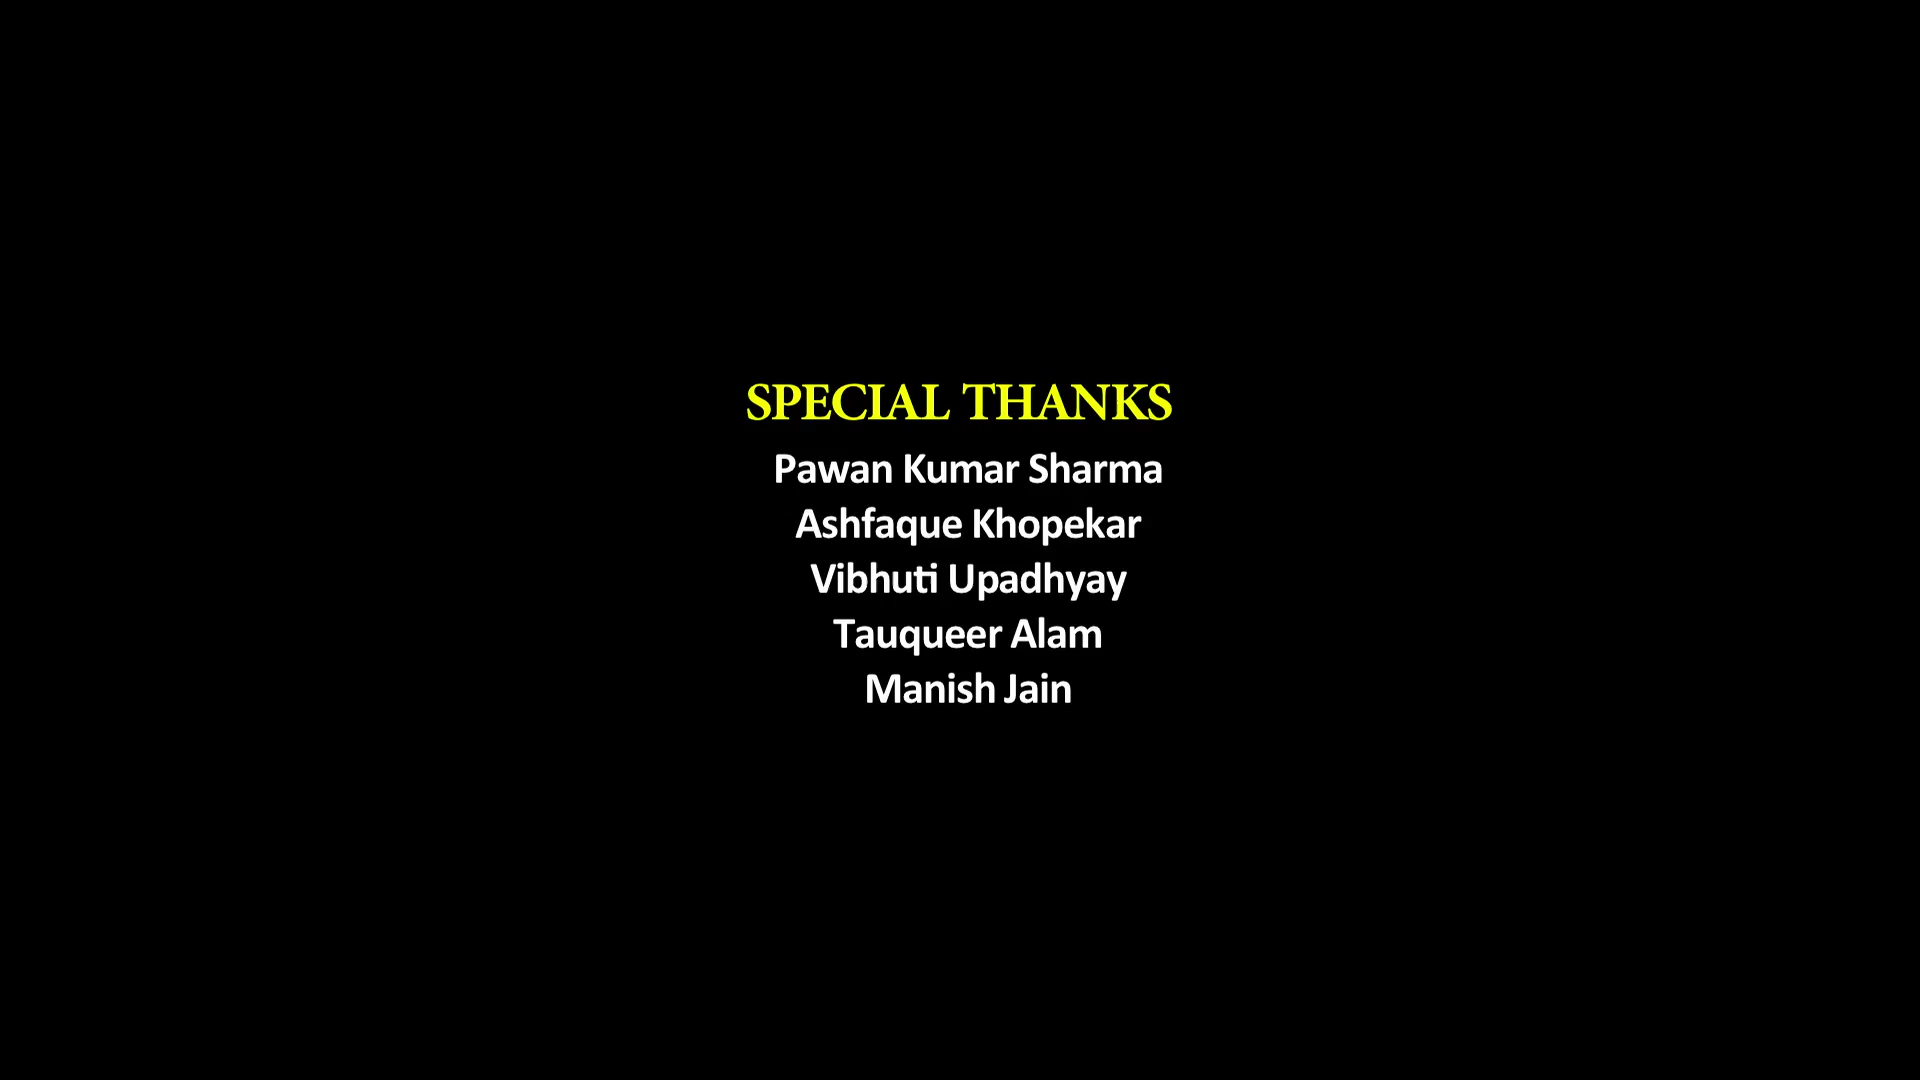 SPECIAL THANKS
Pawan Kumar Sharma
Ashfaque Khopekar
Vibhuti Upadhyay
Tauqueer Alam
Manish Jain